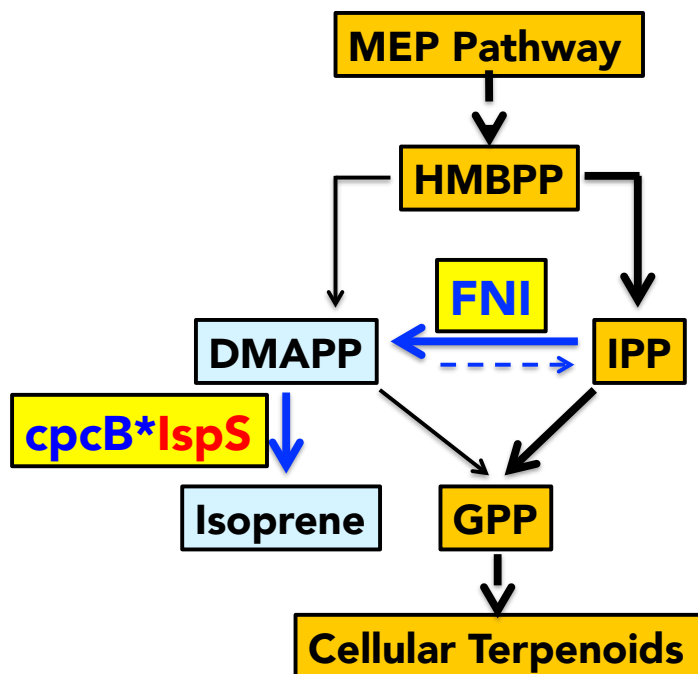 MEP Pathway
HMBPP
FNI
DMAPP
IPP
cpcB*IspS
Isoprene
GPP
Cellular Terpenoids